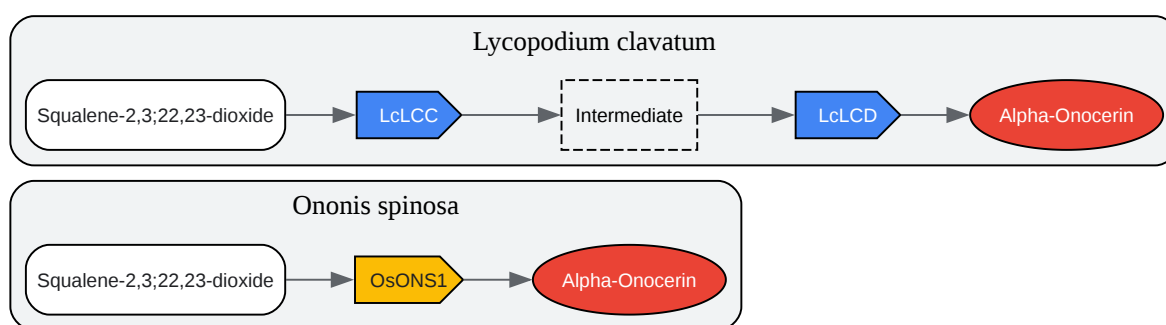 Lycopodium clavatum
Squalene-2,3;22,23-dioxide
LcLCC
Intermediate
LcLCD
Alpha-Onocerin
Ononis spinosa
Squalene-2,3;22,23-dioxide
OsONS1
Alpha-Onocerin